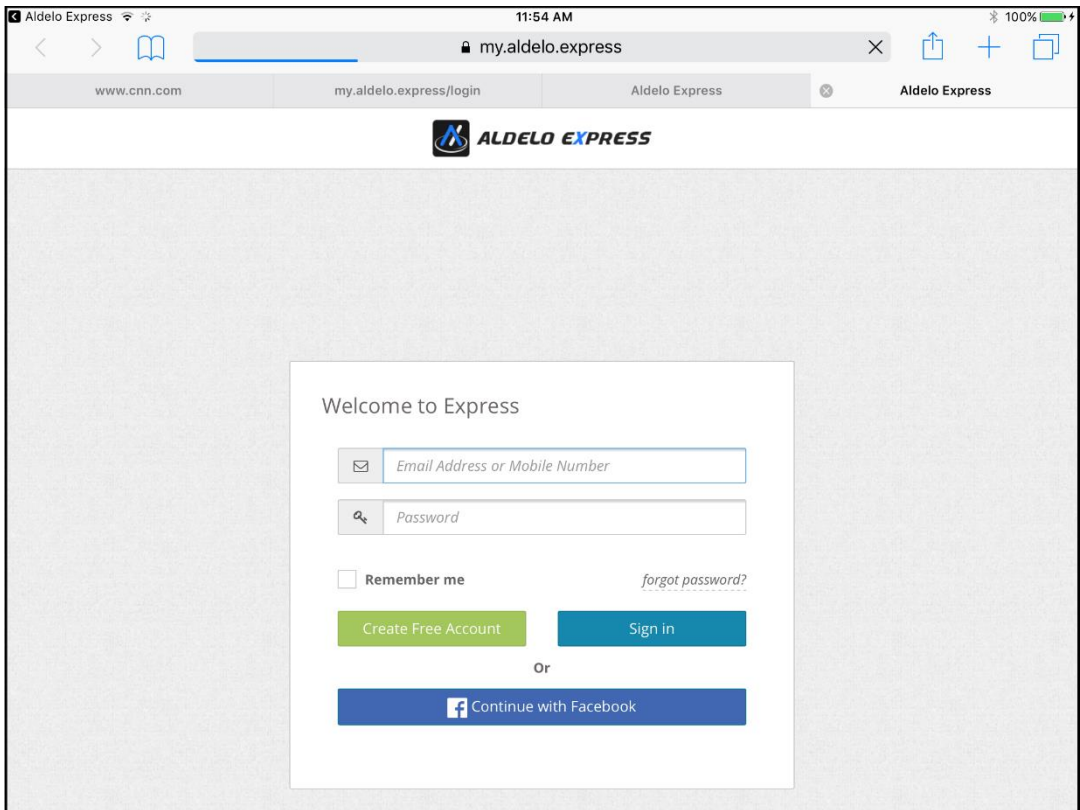 Aldelo Express 11:54 AM 100%
my.aldelo.express
www.cnn.com my.aldelo.express/login Aldelo Express Aldelo Express
ALDELO EXPRESS
Welcome to Express
Email Address or Mobile Number
Password
Remember me forgot password?
Create Free Account Sign in
Or
Continue with Facebook